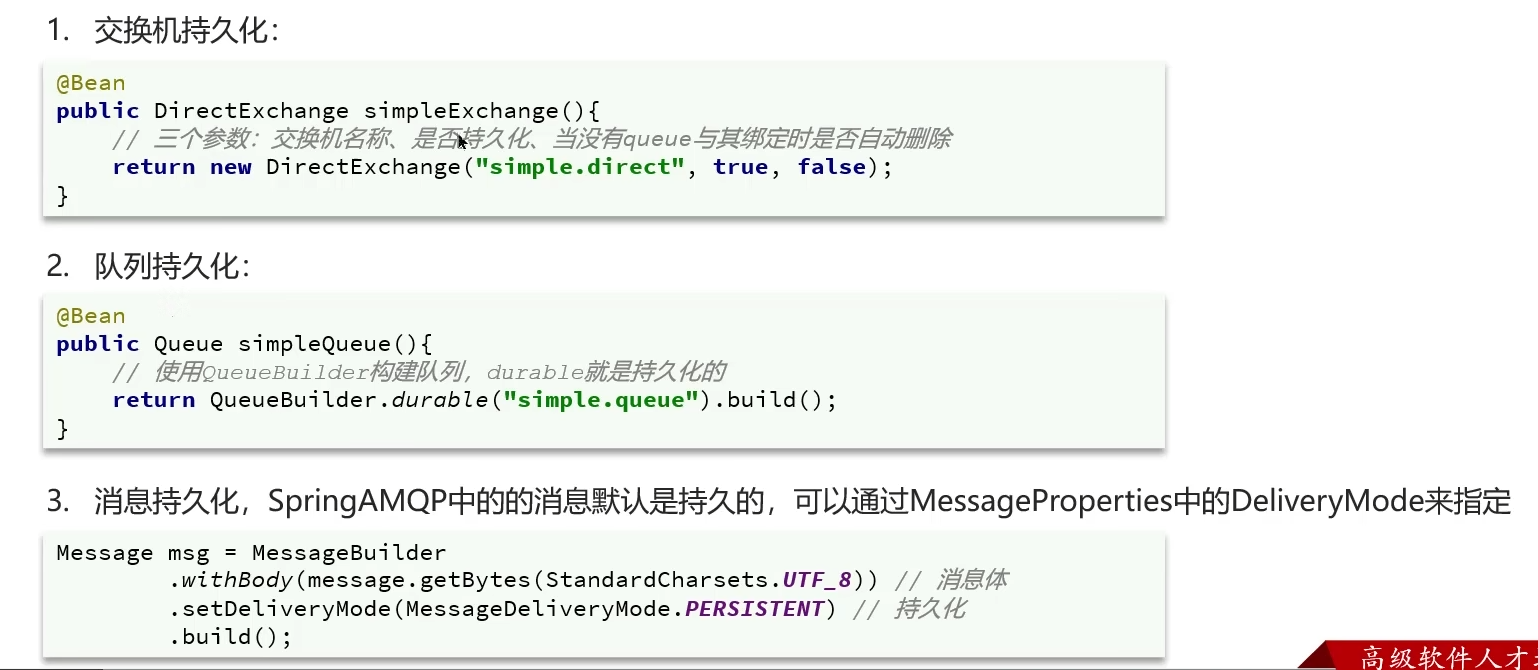 1. 交换机持久化：
@Bean
public DirectExchange simpleExchange(){
// 三个参数：交换机名称、是否持久化、当没有queue与其绑定时是否自动删除
return new DirectExchange("simple.direct", true, false);
}
2. 队列持久化：
@Bean
public Queue simpleQueue(){
// 使用QueueBuilder构建队列，durable就是持久化的
return QueueBuilder.durable("simple.queue").build();
}
3. 消息持久化，SpringAMQP中的的消息默认是持久的，可以通过MessageProperties中的DeliveryMode来指定
Message msg = MessageBuilder
.withBody(message.getBytes(StandardCharsets.UTF_8)) // 消息体
.setDeliveryMode(MessageDeliveryMode.PERSISTENT) // 持久化
.build();
高级软件人才